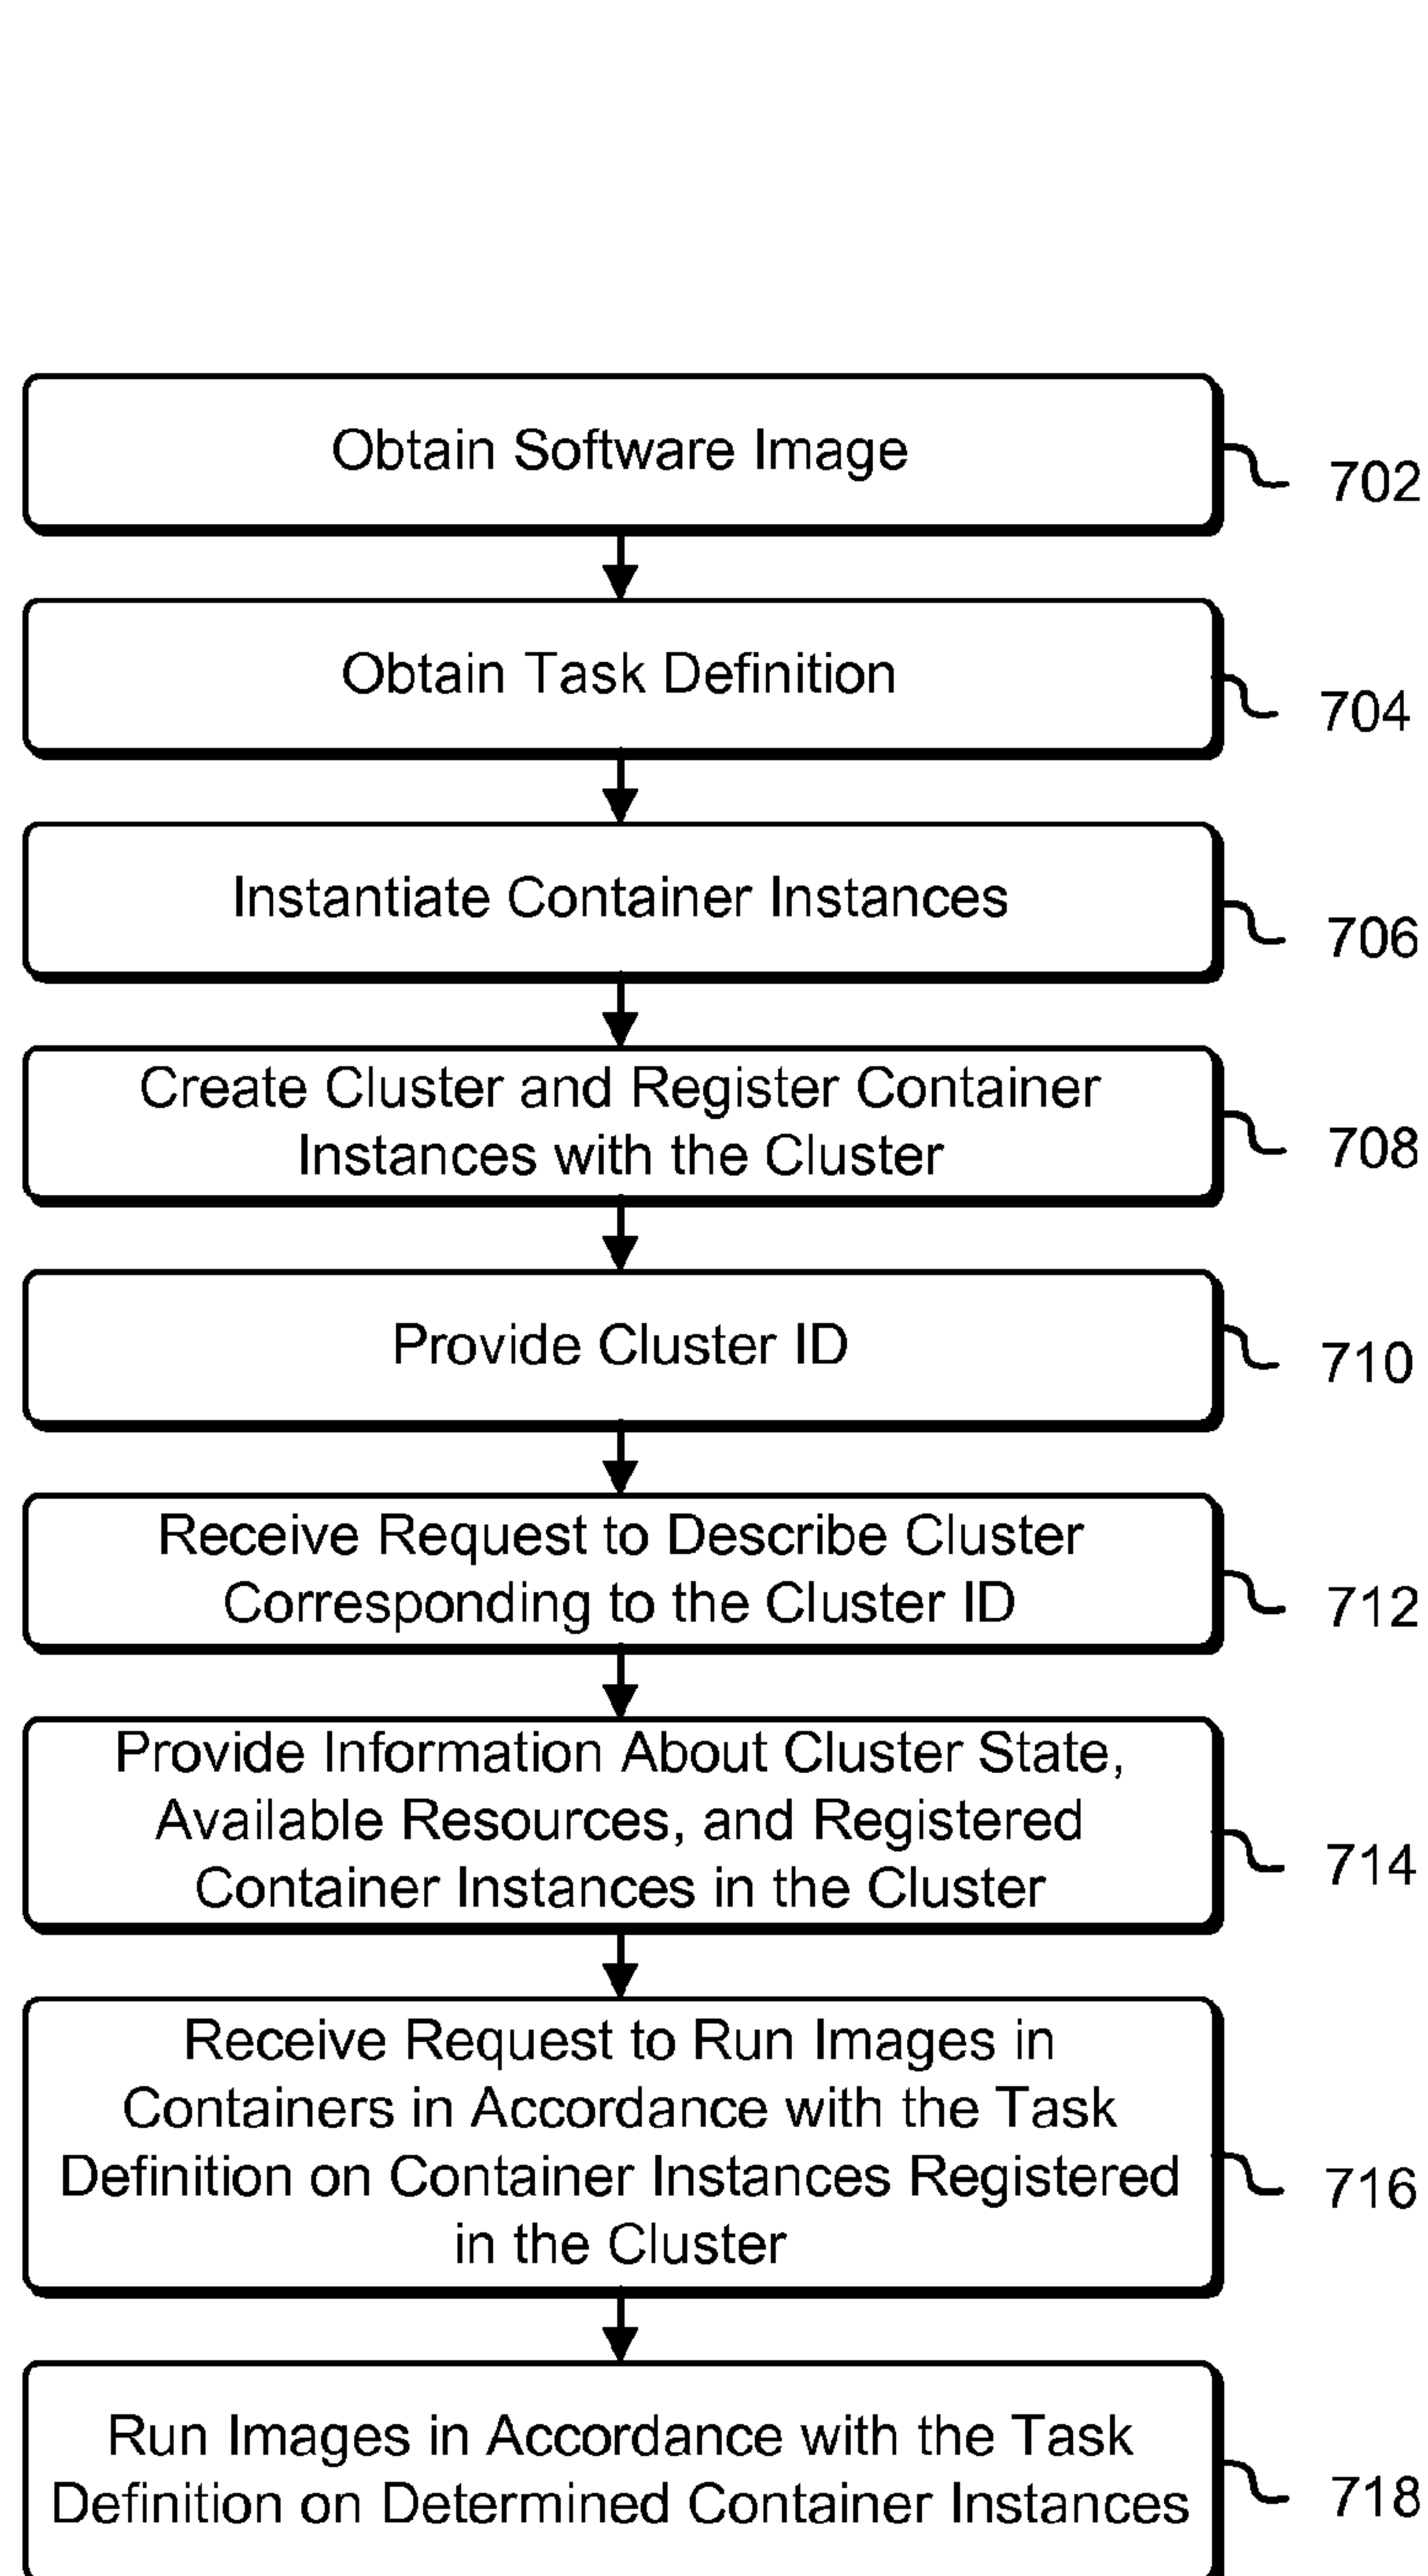 Obtain Software Image
702
Obtain Task Definition
704
Instantiate Container Instances
706
Create Cluster and Register Container
Instances with the Cluster
708
Provide Cluster ID
710
Receive Request to Describe Cluster
Corresponding to the Cluster ID
712
Provide Information About Cluster State,
Available Resources, and Registered
Container Instances in the Cluster
714
Receive Request to Run Images in
Containers in Accordance with the Task
Definition on Container Instances Registered
in the Cluster
716
Run Images in Accordance with the Task
Definition on Determined Container Instances
718